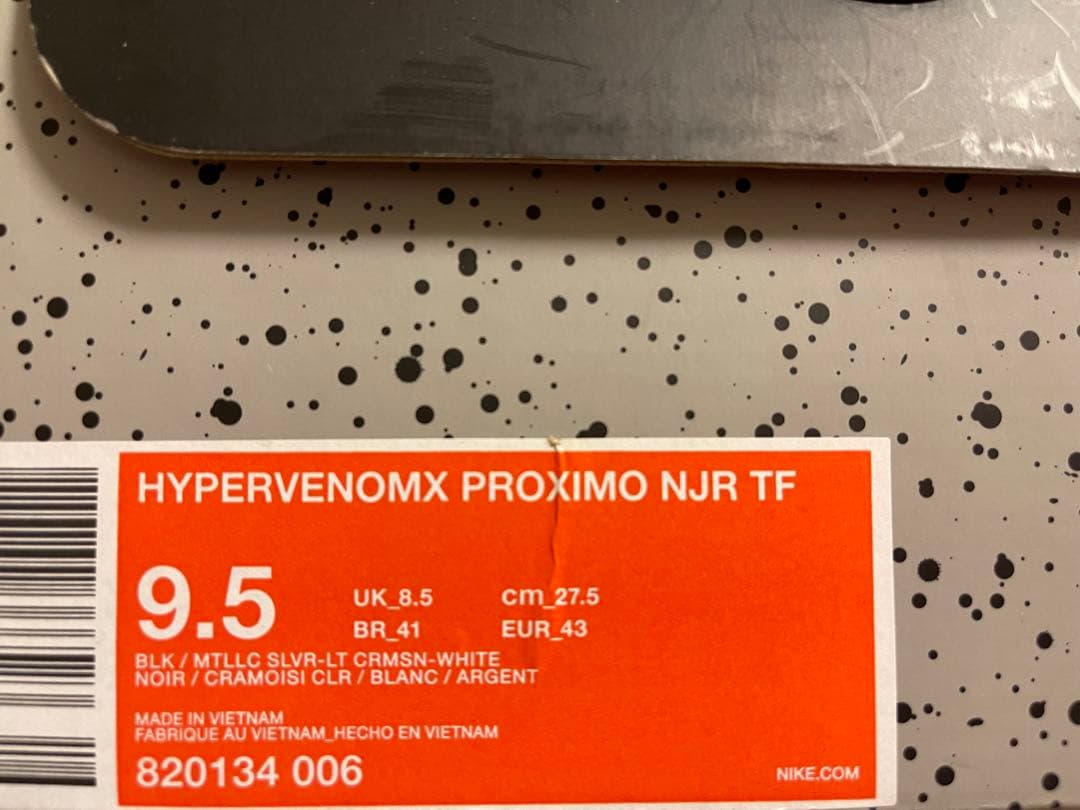 HYPERVENOMX PROXIMO NJR TF
9.5
UK_8.5 cm_27.5
BR_41 EUR_43
BLK / MTLLC SLVR-LT CRMSN-WHITE
NOIR / CRAMOISI CLR / BLANC / ARGENT
MADE IN VIETNAM
FABRIQUE AU VIETNAM_HECHO EN VIETNAM
820134 006
NIKE.COM